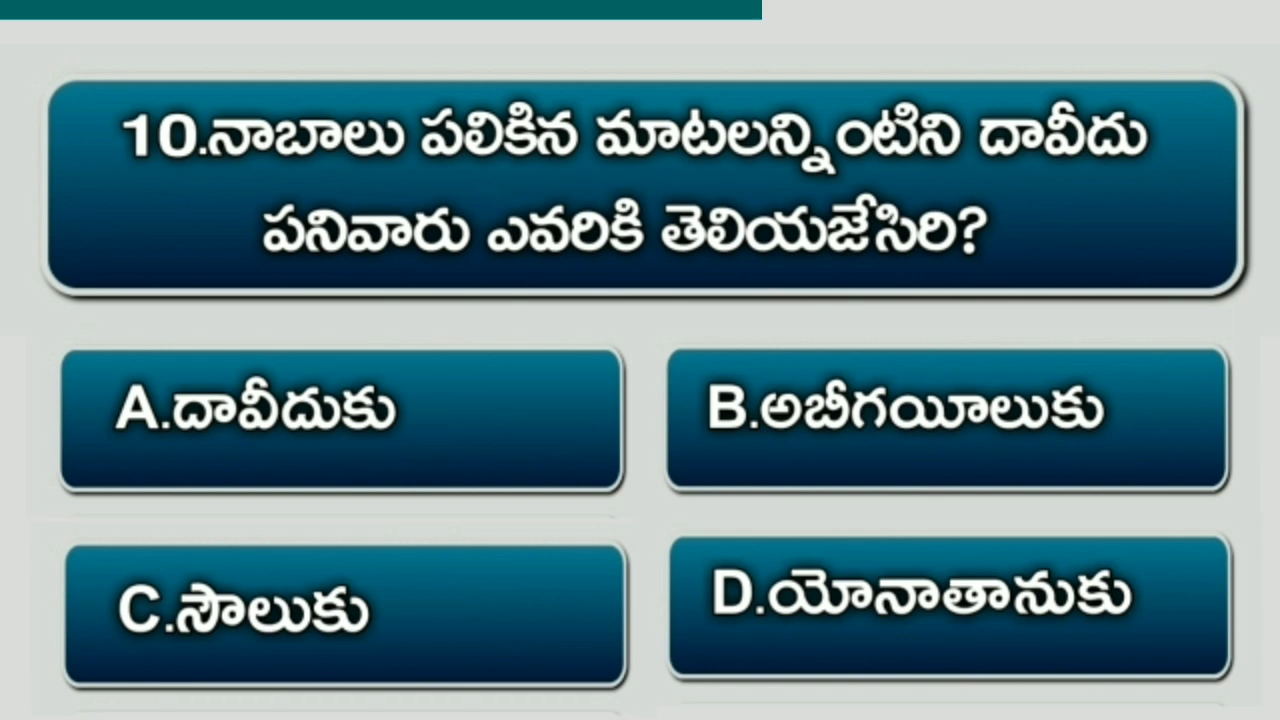 10.నాబాలు పలికిన మాటలన్నింటిని దావీదు
పనివారు ఎవరికి తెలియజేసిరి?
A.దావీదుకు
B.అబీగయీలుకు
C.సౌలుకు
D.యోనాతానుకు